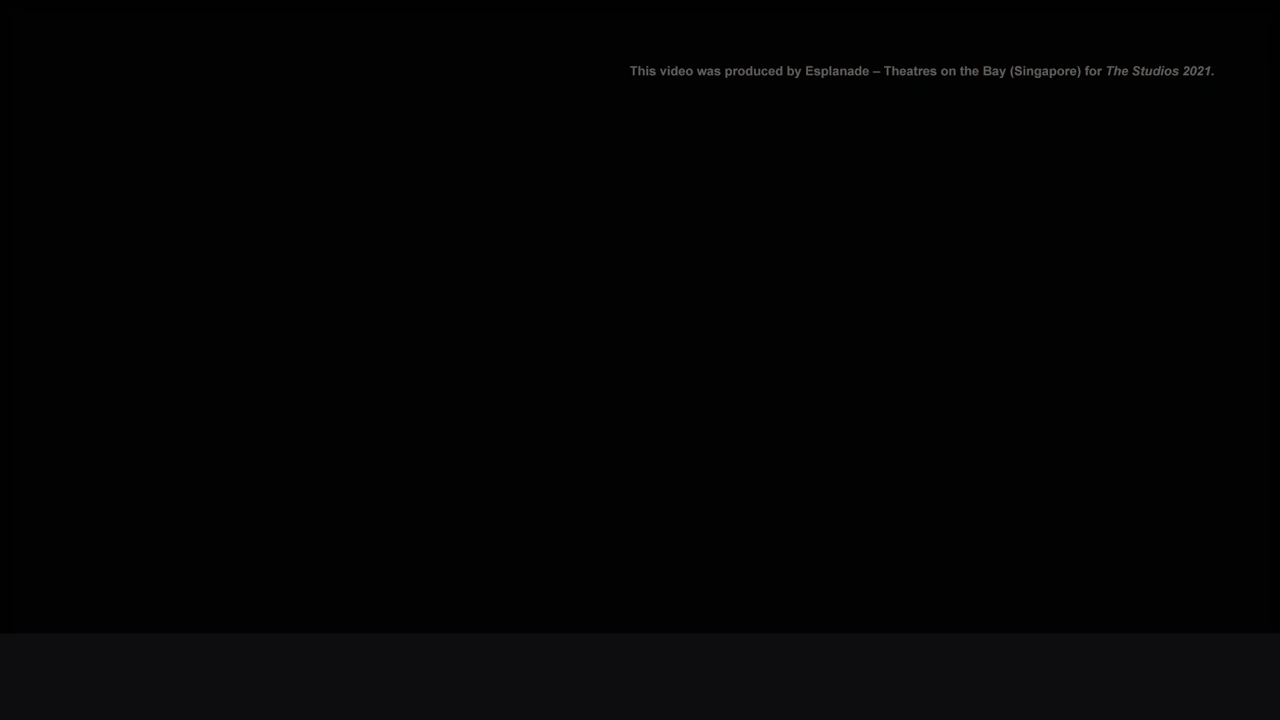 This video was produced by Esplanade – Theatres on the Bay (Singapore) for The Studios 2021.